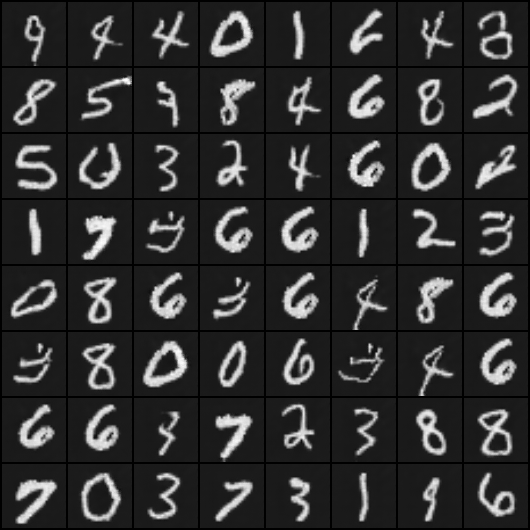 9 4 4 0 1 6 4 3
8 5 7 8 4 6 8 2
5 0 3 2 4 6 0 2
1 7 6 6 1 2 3
0 8 6 6 4 8 6
8 0 0 6 4 6
6 6 3 7 2 3 8 8
7 0 3 7 3 1 9 6